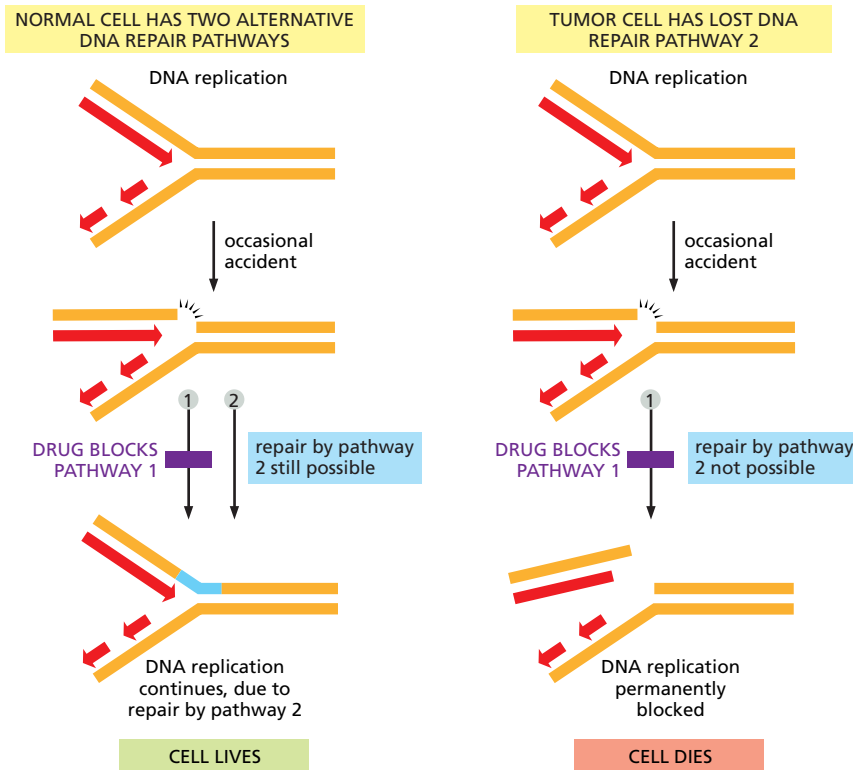 NORMAL CELL HAS TWO ALTERNATIVE
DNA REPAIR PATHWAYS
DNA replication
occasional
accident
1
2
DRUG BLOCKS
PATHWAY 1
repair by pathway
2 still possible
DNA replication
continues, due to
repair by pathway 2
CELL LIVES
TUMOR CELL HAS LOST DNA
REPAIR PATHWAY 2
DNA replication
occasional
accident
1
DRUG BLOCKS
PATHWAY 1
repair by pathway
2 not possible
DNA replication
permanently
blocked
CELL DIES